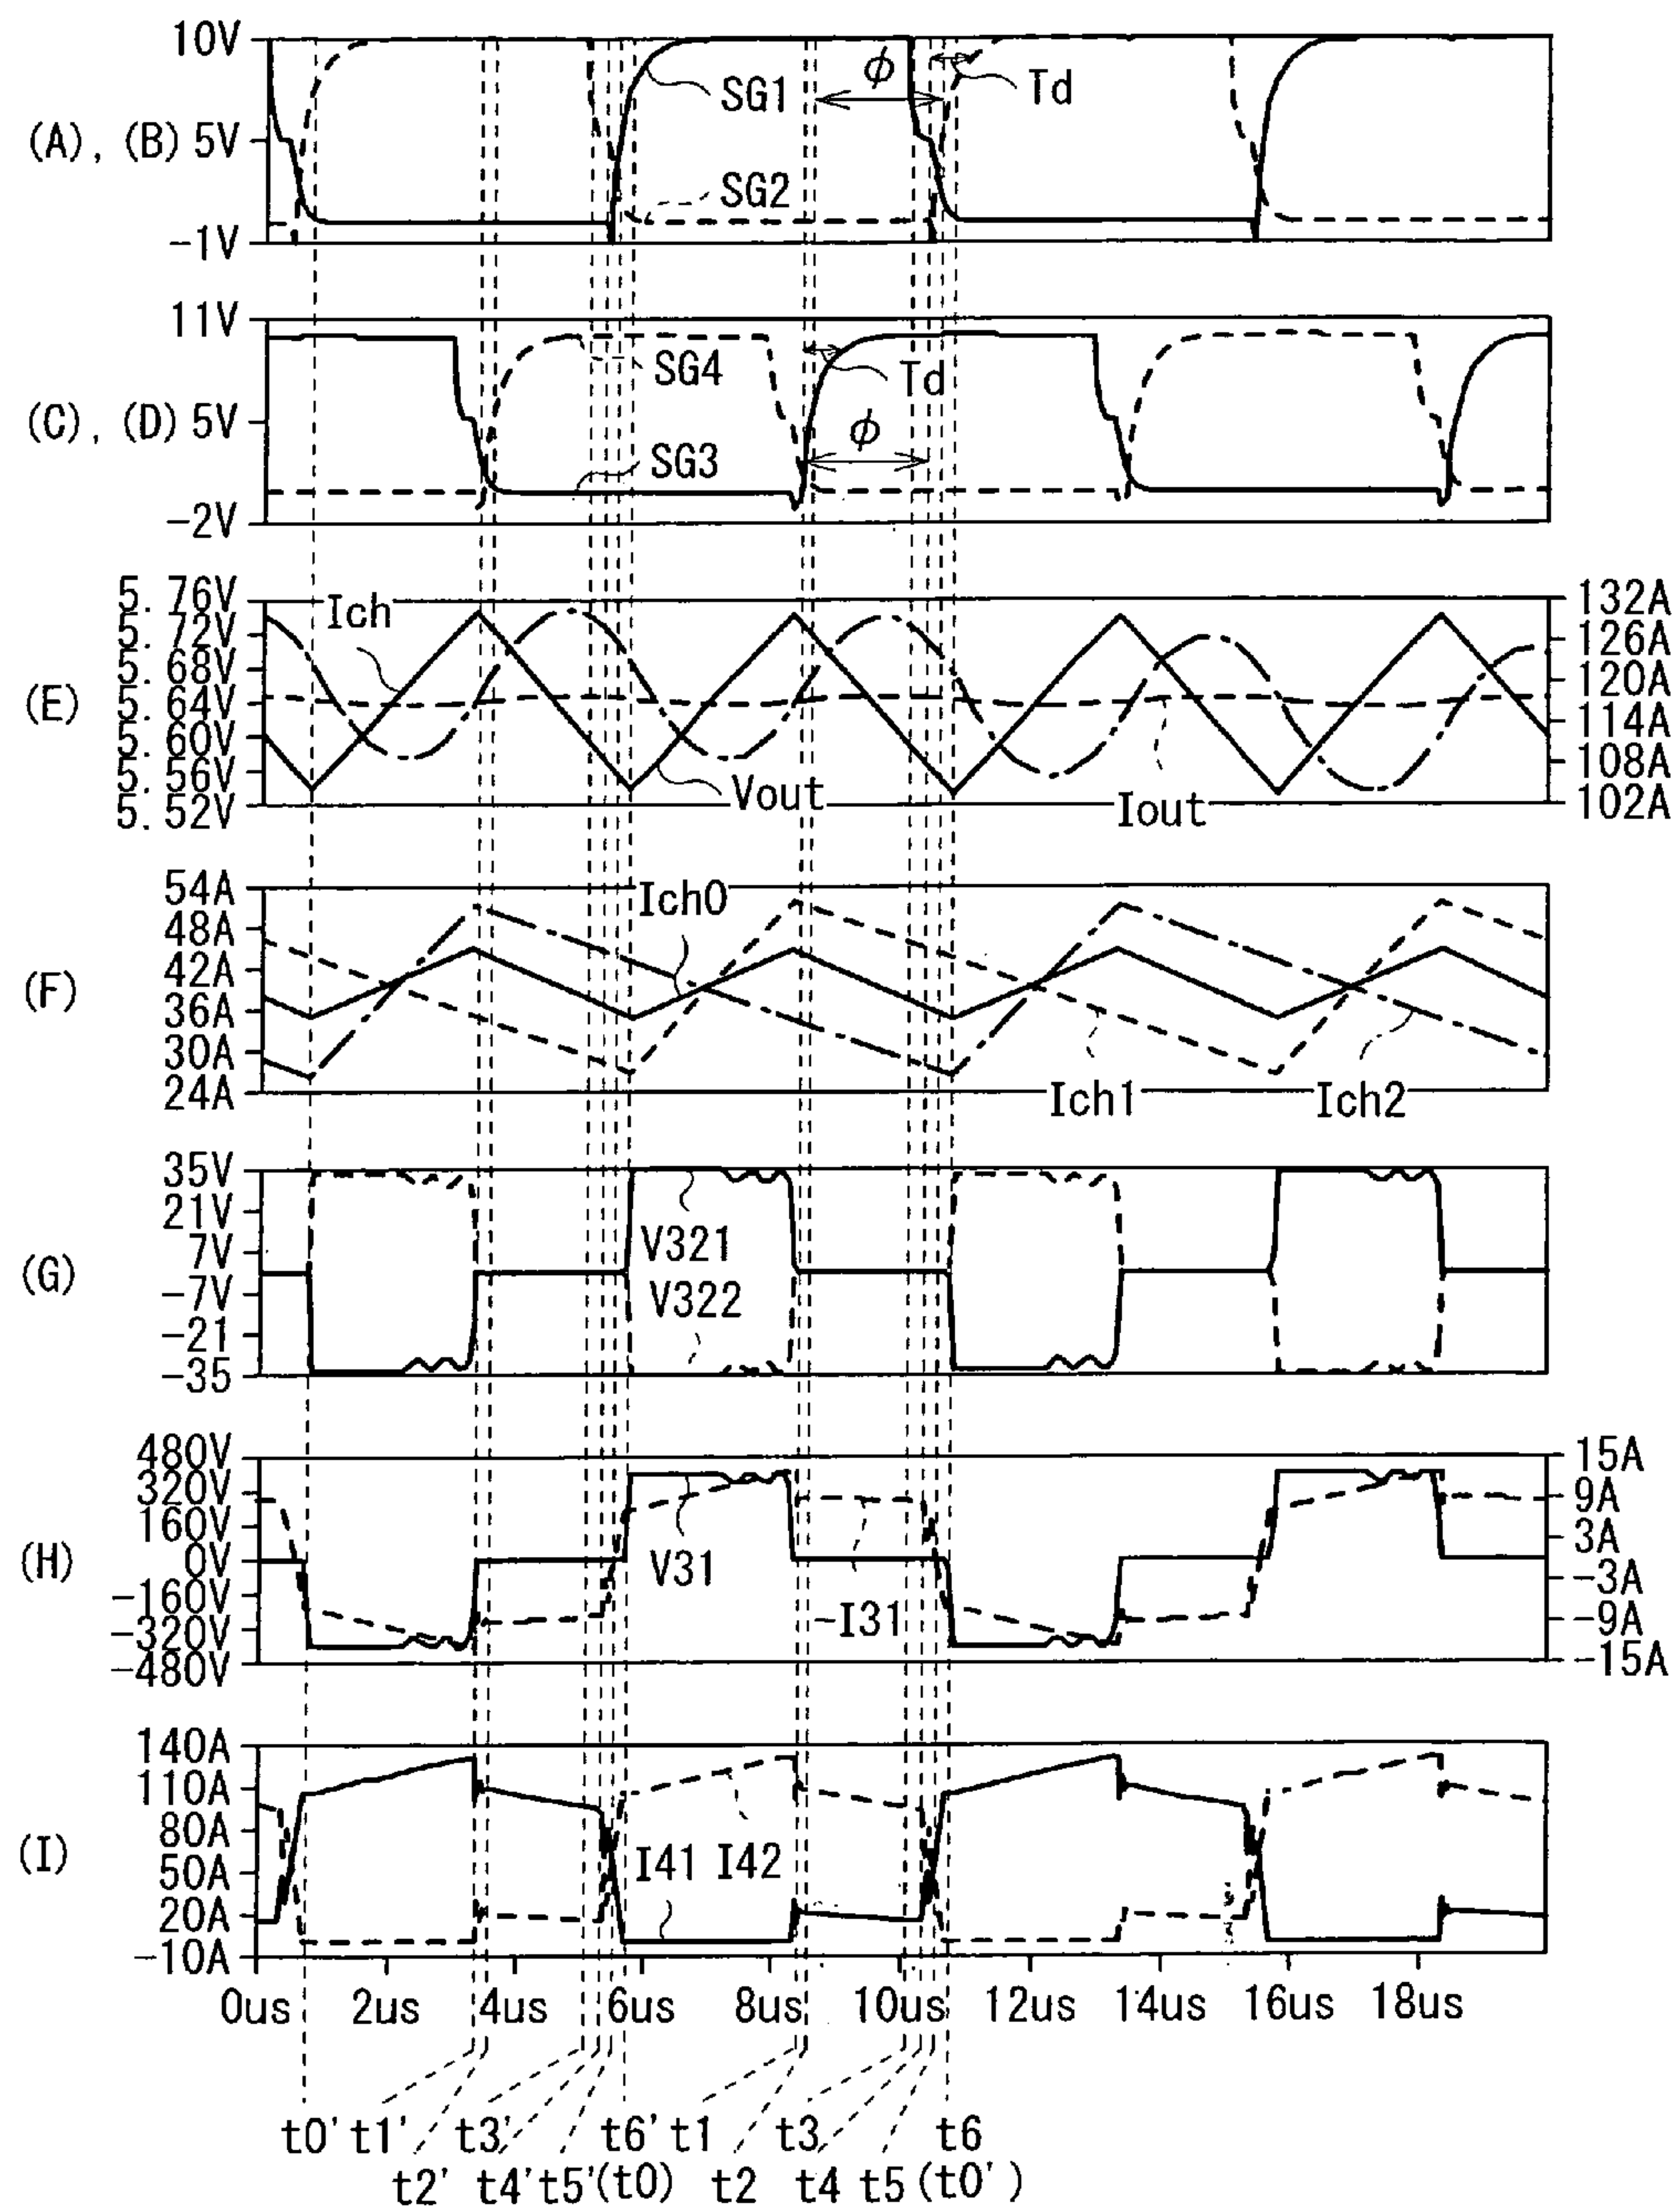 10V
(A), (B) 5V
-1V
SG1
SG2
ϕ
Td
11V
(C), (D) 5V
-2V
SG4
SG3
Td
ϕ
(E)
5.76V
5.72V
5.68V
5.64V
5.60V
5.56V
5.52V
Ich
Vout
Iout
132A
126A
120A
114A
108A
102A
(F)
54A
48A
42A
36A
30A
24A
Ich0
Ich1
Ich2
(G)
35V
21V
7V
-7V
-21
-35
V321
V322
(H)
480V
320V
160V
0V
-160V
-320V
-480V
V31
-I31
15A
9A
3A
-3A
-9A
-15A
(I)
140A
110A
80A
50A
20A
-10A
I41 I42
0us 2us 4us 6us 8us 10us 12us 14us 16us 18us
t0' t1' t3' t6' t1 t3 t6
t2' t4' t5' (t0) t2 t4 t5 (t0')